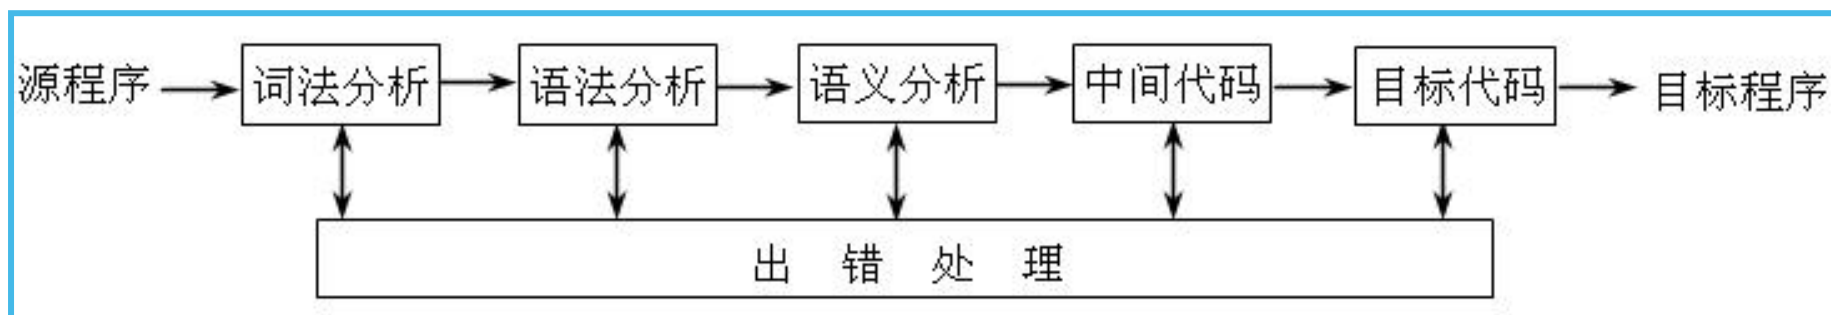 源程序
词法分析
语法分析
语义分析
中间代码
目标代码
目标程序
出 错 处 理